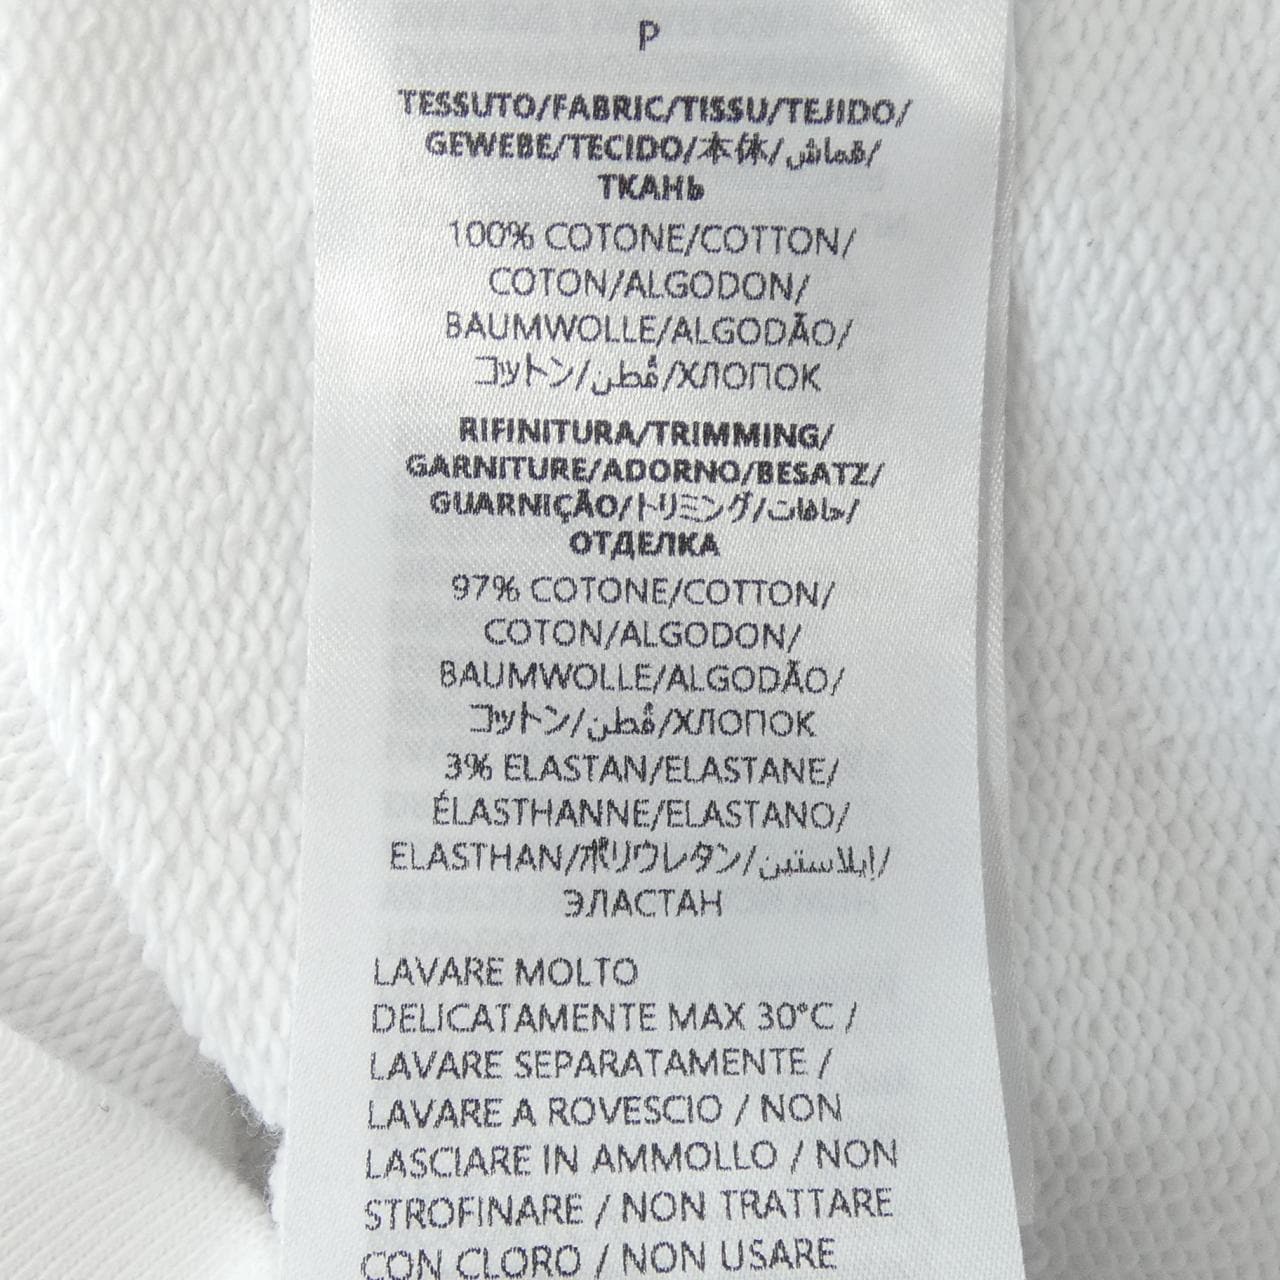 P
TESSUTO/FABRIC/TISSU/TEJIDO/
GEWEBE/TECIDO/本体/قماش/
ТКАНЬ
100% COTONE/COTTON/
COTON/ALGODON/
BAUMWOLLE/ALGODÃO/
コットン/قُطن/ХЛОПОК
RIFINITURA/TRIMMING/
GARNITURE/ADORNO/BESATZ/
GUARNIÇÃO/トリミング/حافات/
ОТДЕЛКА
97% COTONE/COTTON/
COTON/ALGODON/
BAUMWOLLE/ALGODÃO/
コットン/قُطن/ХЛОПОК
3% ELASTAN/ELASTANE/
ÉLASTHANNE/ELASTANO/
ELASTHAN/ポリウレタン/إيلاستين/
ЭЛАСТАН
LAVARE MOLTO
DELICATAMENTE MAX 30°C /
LAVARE SEPARATAMENTE /
LAVARE A ROVESCIO / NON
LASCIARE IN AMMOLLO / NON
STROFINARE / NON TRATTARE
CON CLORO / NON USARE